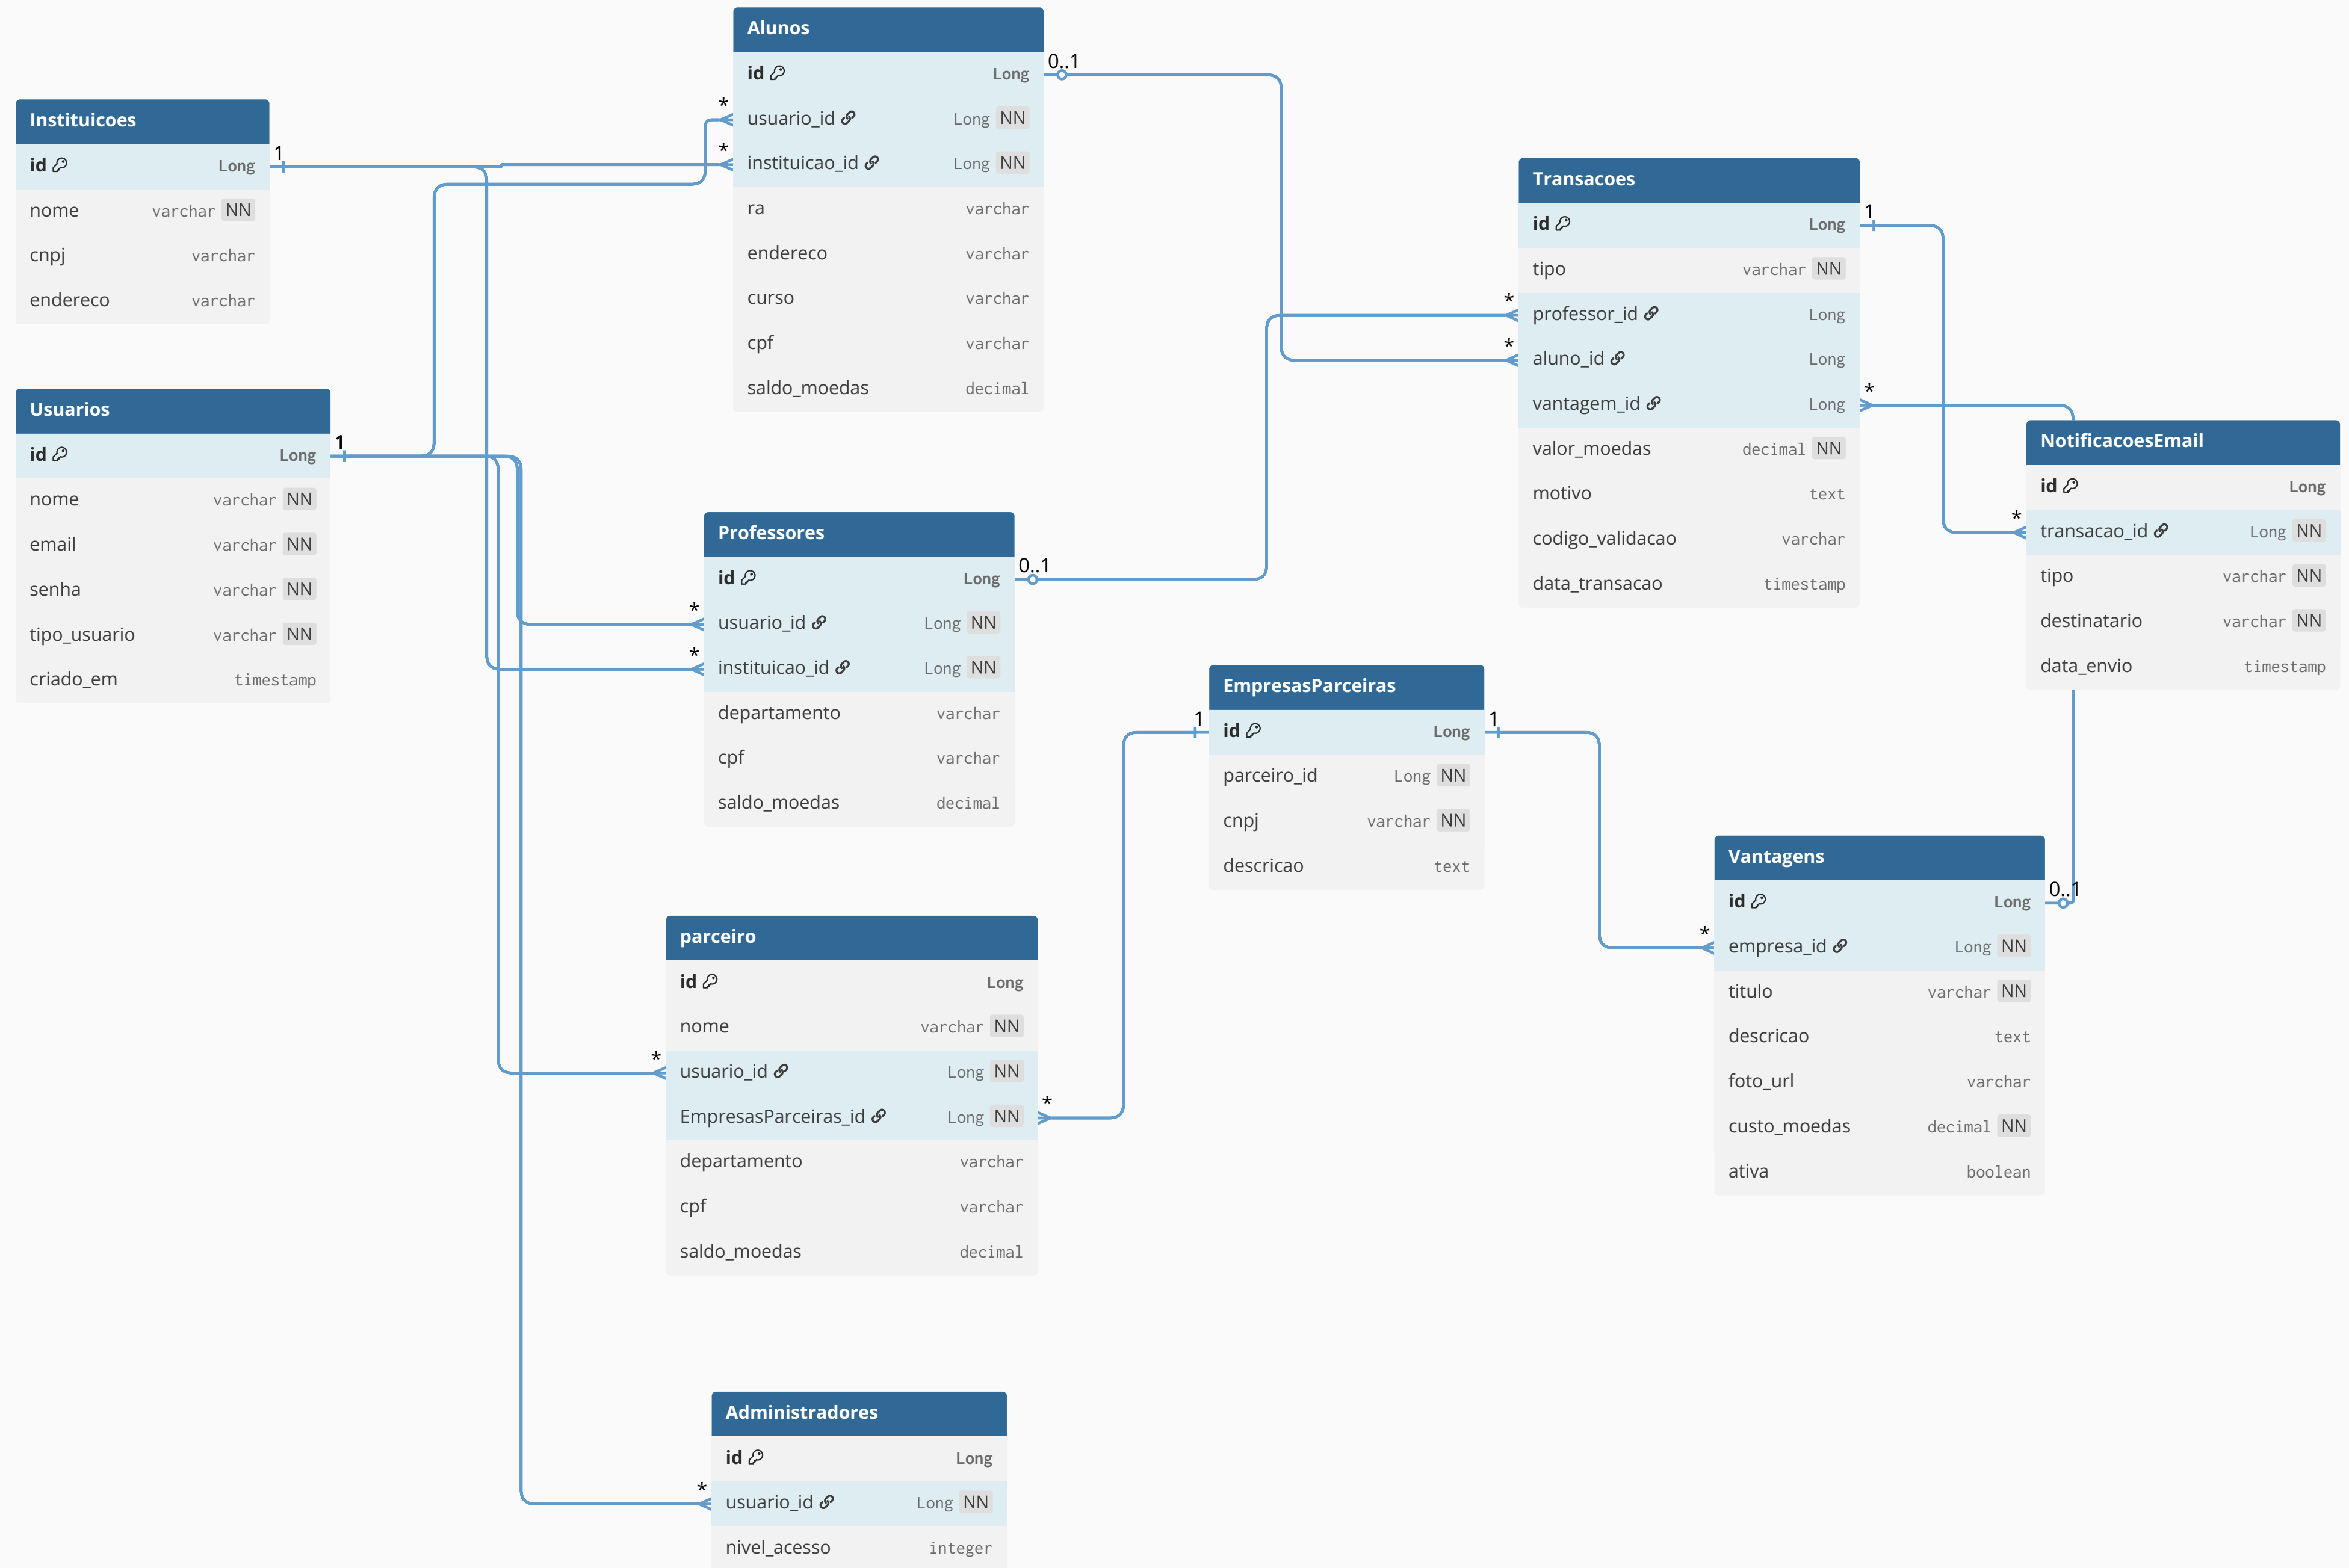 Alunos
id Long
usuario_id Long NN
instituicao_id Long NN
ra varchar
endereco varchar
curso varchar
cpf varchar
saldo_moedas decimal
0..1
*
*
Instituicoes
id Long
nome varchar NN
cnpj varchar
endereco varchar
1
Usuarios
id Long
nome varchar NN
email varchar NN
senha varchar NN
tipo_usuario varchar NN
criado_em timestamp
1
Transacoes
id Long
tipo varchar NN
professor_id Long
aluno_id Long
vantagem_id Long
valor_moedas decimal NN
motivo text
codigo_validacao varchar
data_transacao timestamp
1
*
*
*
NotificacoesEmail
id Long
transacao_id Long NN
tipo varchar NN
destinatario varchar NN
data_envio timestamp
*
Professores
id Long
usuario_id Long NN
instituicao_id Long NN
departamento varchar
cpf varchar
saldo_moedas decimal
0..1
*
*
EmpresasParceiras
id Long
parceiro_id Long NN
cnpj varchar NN
descricao text
1
1
Vantagens
id Long
empresa_id Long NN
titulo varchar NN
descricao text
foto_url varchar
custo_moedas decimal NN
ativa boolean
0..1
*
parceiro
id Long
nome varchar NN
usuario_id Long NN
EmpresasParceiras_id Long NN
departamento varchar
cpf varchar
saldo_moedas decimal
*
*
Administradores
id Long
usuario_id Long NN
nivel_acesso integer
*